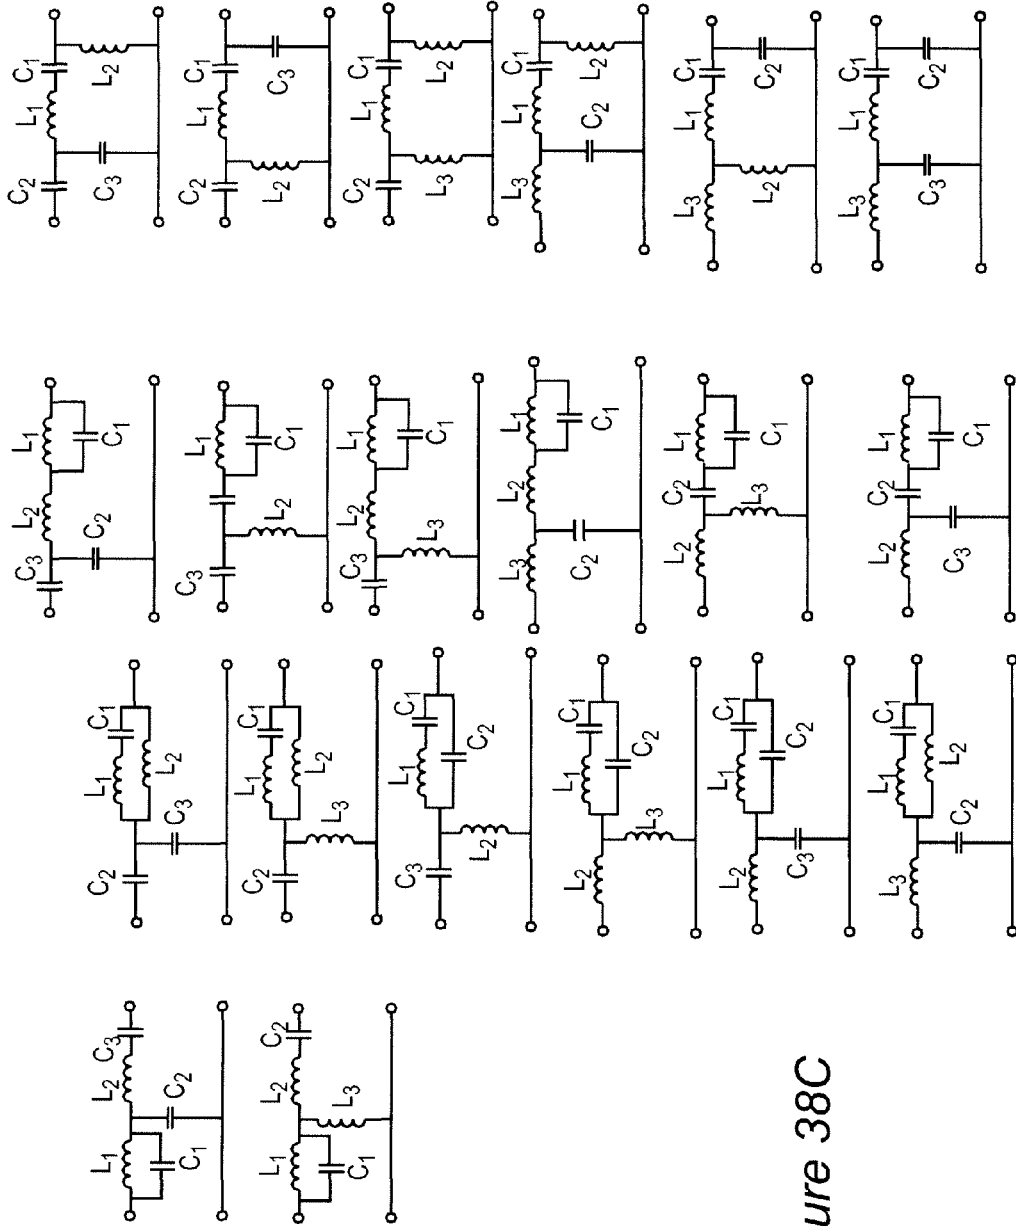 C₁
L₂
L₁
C₃
C₂
C₁
C₃
L₁
L₂
C₂
C₁
L₂
L₁
L₃
C₂
C₁
L₂
L₁
C₂
L₃
C₁
C₂
L₁
L₂
L₃
C₁
C₂
L₁
C₃
L₃
L₁
C₁
L₂
C₂
C₃
L₁
C₁
L₂
C₃
L₁
C₁
L₂
L₃
C₃
L₁
C₁
L₂
L₃
C₂
L₁
C₁
C₂
L₃
L₂
L₁
C₁
C₂
L₂
C₃
C₁
L₁
L₂
C₃
C₂
C₁
L₁
L₂
L₃
C₂
C₁
L₁
C₂
L₂
C₃
C₁
L₁
C₂
L₃
L₂
C₁
L₁
C₂
L₂
C₃
C₁
L₁
L₂
C₂
L₃
C₃
L₂
C₂
L₁
C₁
C₂
L₂
L₃
L₁
C₁
ure 38C